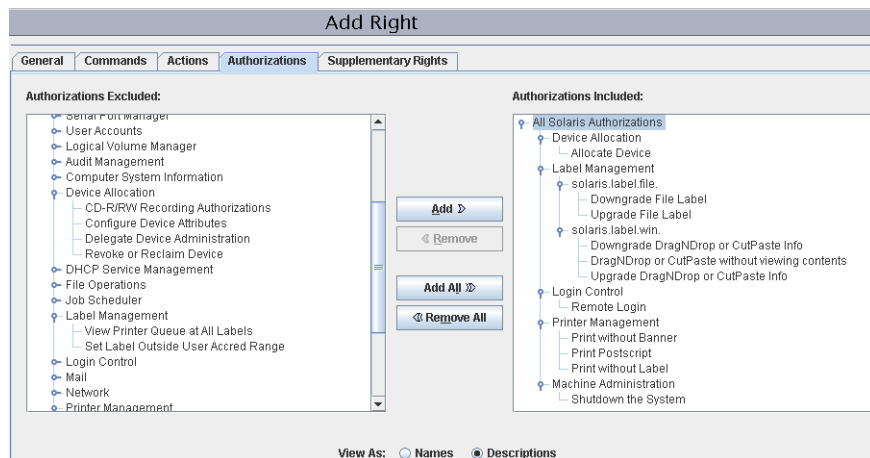 Add Right
General Commands Actions Authorizations Supplementary Rights
Authorizations Excluded:
Serial Port Manager
User Accounts
Logical Volume Manager
Audit Management
Computer System Information
Device Allocation
CD-R/RW Recording Authorizations
Configure Device Attributes
Delegate Device Administration
Revoke or Reclaim Device
DHCP Service Management
File Operations
Job Scheduler
Label Management
View Printer Queue at All Labels
Set Label Outside User Accred Range
Login Control
Mail
Network
Printer Management
Add
Remove
Add All
Remove All
Authorizations Included:
All Solaris Authorizations
Device Allocation
Allocate Device
Label Management
solaris.label.file.
Downgrade File Label
Upgrade File Label
solaris.label.win.
Downgrade DragNDrop or CutPaste Info
DragNDrop or CutPaste without viewing contents
Upgrade DragNDrop or CutPaste Info
Login Control
Remote Login
Printer Management
Print without Banner
Print Postscript
Print without Label
Machine Administration
Shutdown the System
View As: Names Descriptions